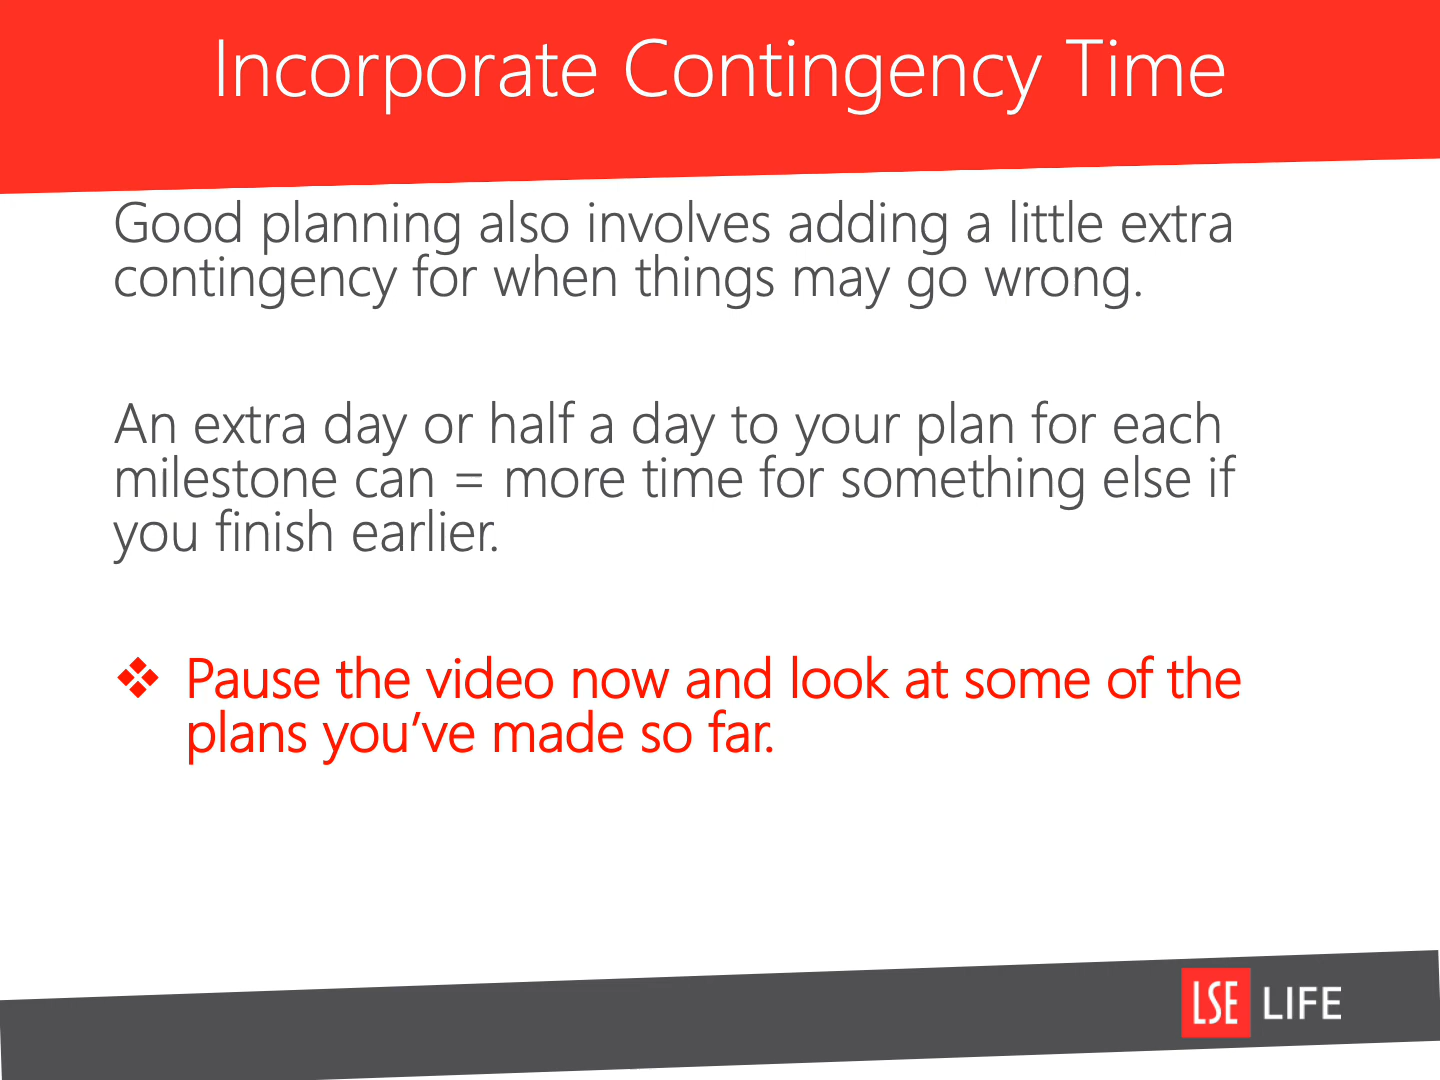 Incorporate Contingency Time
Good planning also involves adding a little extra
contingency for when things may go wrong.
An extra day or half a day to your plan for each
milestone can = more time for something else if
you finish earlier.
❖ Pause the video now and look at some of the
plans you’ve made so far.
LSE LIFE